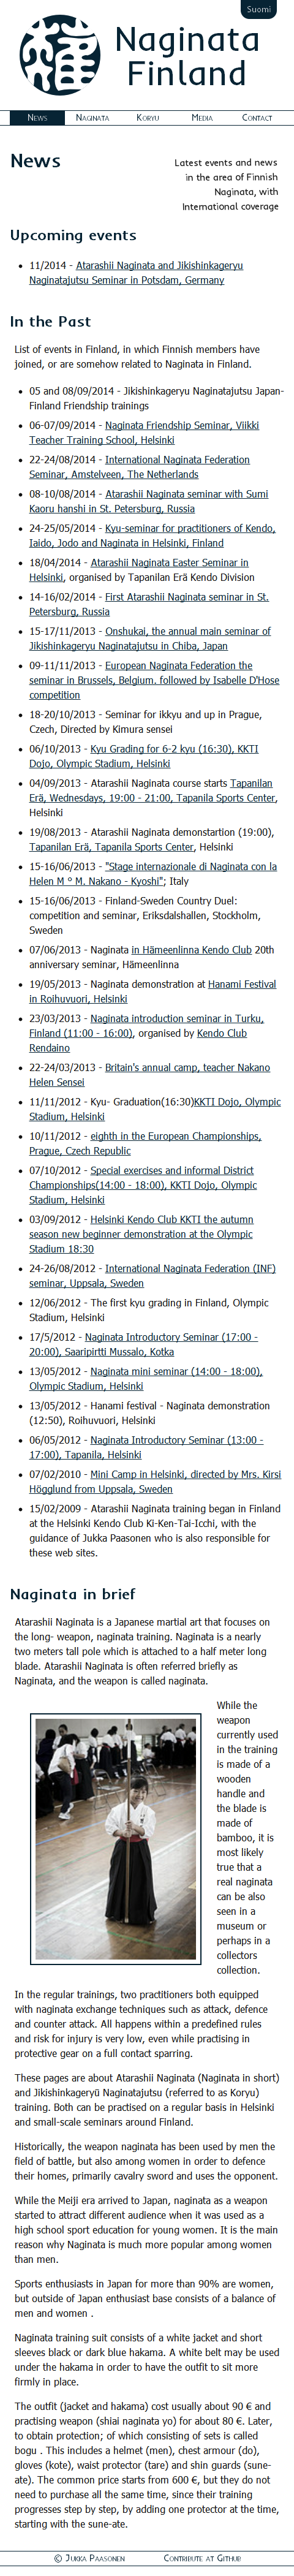 Suomi
Naginata
Finland
News Naginata Koryu Media Contact
News
Latest events and news
in the area of Finnish
Naginata, with
International coverage
Upcoming events
11/2014 - Atarashii Naginata and Jikishinkageryu
Naginatajutsu Seminar in Potsdam, Germany
In the Past
List of events in Finland, in which Finnish members have
joined, or are somehow related to Naginata in Finland.
05 and 08/09/2014 - Jikishinkageryu Naginatajutsu Japan-
Finland Friendship trainings
06-07/09/2014 - Naginata Friendship Seminar, Viikki
Teacher Training School, Helsinki
22-24/08/2014 - International Naginata Federation
Seminar, Amstelveen, The Netherlands
08-10/08/2014 - Atarashii Naginata seminar with Sumi
Kaoru hanshi in St. Petersburg, Russia
24-25/05/2014 - Kyu-seminar for practitioners of Kendo,
Iaido, Jodo and Naginata in Helsinki, Finland
18/04/2014 - Atarashii Naginata Easter Seminar in
Helsinki, organised by Tapanilan Erä Kendo Division
14-16/02/2014 - First Atarashii Naginata seminar in St.
Petersburg, Russia
15-17/11/2013 - Onshukai, the annual main seminar of
Jikishinkageryu Naginatajutsu in Chiba, Japan
09-11/11/2013 - European Naginata Federation the
seminar in Brussels, Belgium. followed by Isabelle D'Hose
competition
18-20/10/2013 - Seminar for ikkyu and up in Prague,
Czech, Directed by Kimura sensei
06/10/2013 - Kyu Grading for 6-2 kyu (16:30), KKTI
Dojo, Olympic Stadium, Helsinki
04/09/2013 - Atarashii Naginata course starts Tapanilan
Erä, Wednesdays, 19:00 - 21:00, Tapanila Sports Center,
Helsinki
19/08/2013 - Atarashii Naginata demonstartion (19:00),
Tapanilan Erä, Tapanila Sports Center, Helsinki
15-16/06/2013 - "Stage internazionale di Naginata con la
Helen M ° M. Nakano - Kyoshi"; Italy
15-16/06/2013 - Finland-Sweden Country Duel:
competition and seminar, Eriksdalshallen, Stockholm,
Sweden
07/06/2013 - Naginata in Hämeenlinna Kendo Club 20th
anniversary seminar, Hämeenlinna
19/05/2013 - Naginata demonstration at Hanami Festival
in Roihuvuori, Helsinki
23/03/2013 - Naginata introduction seminar in Turku,
Finland (11:00 - 16:00), organised by Kendo Club
Rendaino
22-24/03/2013 - Britain's annual camp, teacher Nakano
Helen Sensei
11/11/2012 - Kyu- Graduation(16:30)KKTI Dojo, Olympic
Stadium, Helsinki
10/11/2012 - eighth in the European Championships,
Prague, Czech Republic
07/10/2012 - Special exercises and informal District
Championships(14:00 - 18:00), KKTI Dojo, Olympic
Stadium, Helsinki
03/09/2012 - Helsinki Kendo Club KKTI the autumn
season new beginner demonstration at the Olympic
Stadium 18:30
24-26/08/2012 - International Naginata Federation (INF)
seminar, Uppsala, Sweden
12/06/2012 - The first kyu grading in Finland, Olympic
Stadium, Helsinki
17/5/2012 - Naginata Introductory Seminar (17:00 -
20:00), Saaripirtti Mussalo, Kotka
13/05/2012 - Naginata mini seminar (14:00 - 18:00),
Olympic Stadium, Helsinki
13/05/2012 - Hanami festival - Naginata demonstration
(12:50), Roihuvuori, Helsinki
06/05/2012 - Naginata Introductory Seminar (13:00 -
17:00), Tapanila, Helsinki
07/02/2010 - Mini Camp in Helsinki, directed by Mrs. Kirsi
Högglund from Uppsala, Sweden
15/02/2009 - Atarashii Naginata training began in Finland
at the Helsinki Kendo Club Ki-Ken-Tai-Icchi, with the
guidance of Jukka Paasonen who is also responsible for
these web sites.
Naginata in brief
Atarashii Naginata is a Japanese martial art that focuses on
the long- weapon, naginata training. Naginata is a nearly
two meters tall pole which is attached to a half meter long
blade. Atarashii Naginata is often referred briefly as
Naginata, and the weapon is called naginata.
While the
weapon
currently used
in the training
is made of a
wooden
handle and
the blade is
made of
bamboo, it is
most likely
true that a
real naginata
can be also
seen in a
museum or
perhaps in a
collectors
collection.
In the regular trainings, two practitioners both equipped
with naginata exchange techniques such as attack, defence
and counter attack. All happens within a predefined rules
and risk for injury is very low, even while practising in
protective gear on a full contact sparring.
These pages are about Atarashii Naginata (Naginata in short)
and Jikishinkageryū Naginatajutsu (referred to as Koryu)
training. Both can be practised on a regular basis in Helsinki
and small-scale seminars around Finland.
Historically, the weapon naginata has been used by men the
field of battle, but also among women in order to defence
their homes, primarily cavalry sword and uses the opponent.
While the Meiji era arrived to Japan, naginata as a weapon
started to attract different audience when it was used as a
high school sport education for young women. It is the main
reason why Naginata is much more popular among women
than men.
Sports enthusiasts in Japan for more than 90% are women,
but outside of Japan enthusiast base consists of a balance of
men and women .
Naginata training suit consists of a white jacket and short
sleeves black or dark blue hakama. A white belt may be used
under the hakama in order to have the outfit to sit more
firmly in place.
The outfit (jacket and hakama) cost usually about 90 € and
practising weapon (shiai naginata yo) for about 80 €. Later,
to obtain protection; of which consisting of sets is called
bogu . This includes a helmet (men), chest armour (do),
gloves (kote), waist protector (tare) and shin guards (sune-
ate). The common price starts from 600 €, but they do not
need to purchase all the same time, since their training
progresses step by step, by adding one protector at the time,
starting with the sune-ate.
© Jukka Paasonen Contribute at Github